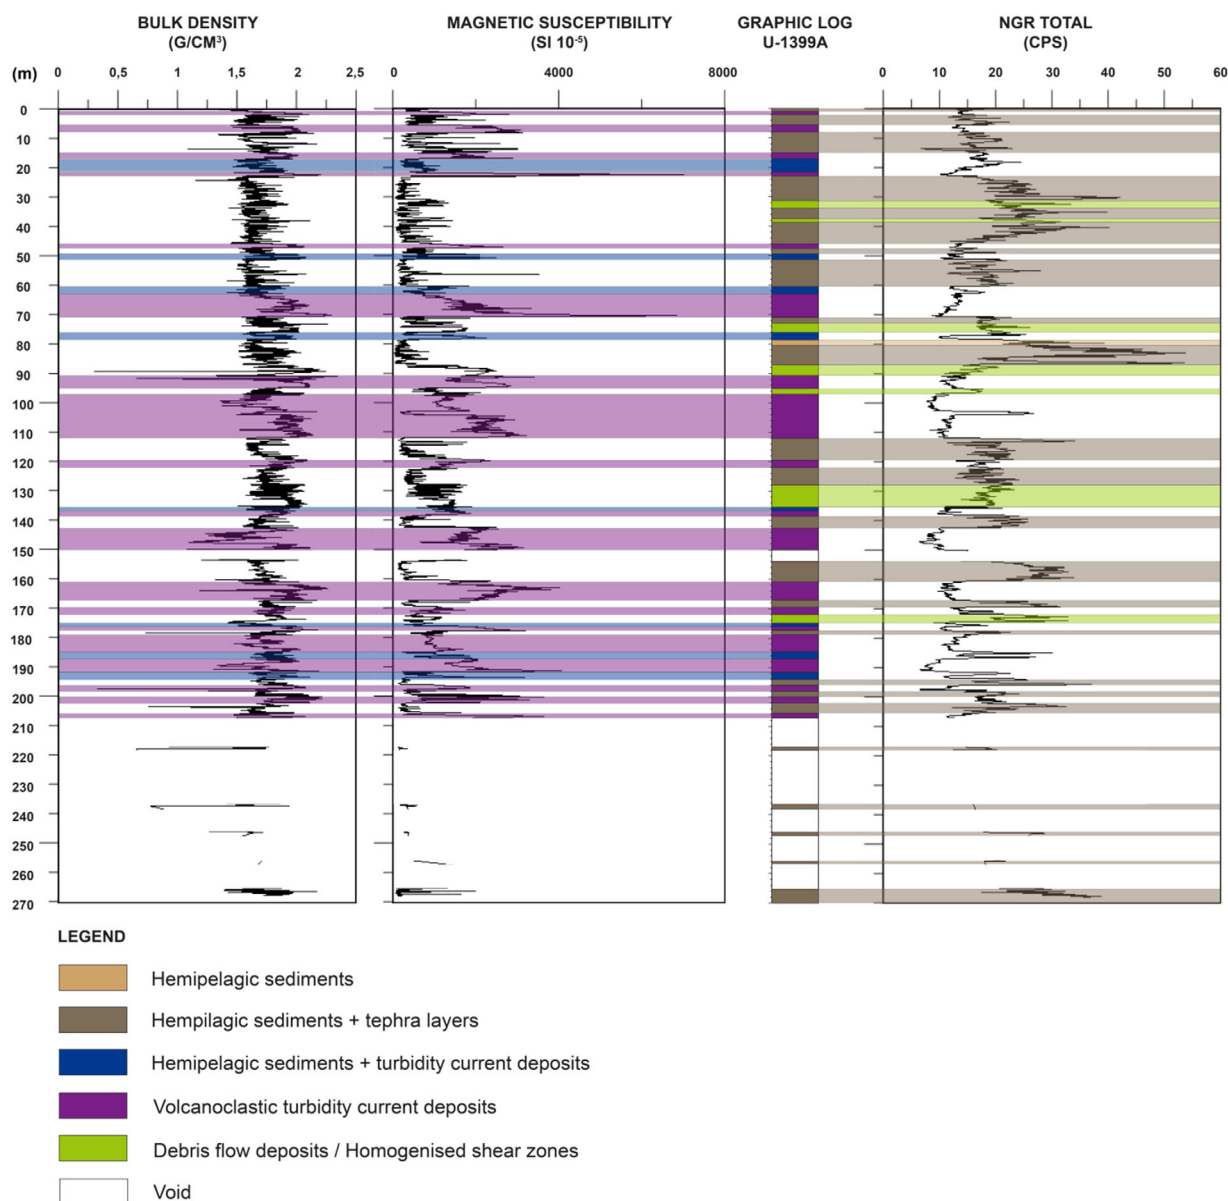 BULK DENSITY
(G/CM³)
MAGNETIC SUSCEPTIBILITY
(SI 10⁻⁵)
GRAPHIC LOG
U-1399A
NGR TOTAL
(CPS)
(m) 0 0,5 1 1,5 2 2,5 0 4000 8000 0 10 20 30 40 50 60
0
10
20
30
40
50
60
70
80
90
100
110
120
130
140
150
160
170
180
190
200
210
220
230
240
250
260
270
LEGEND
Hemipelagic sediments
Hempilagic sediments + tephra layers
Hemipelagic sediments + turbidity current deposits
Volcanoclastic turbidity current deposits
Debris flow deposits / Homogenised shear zones
Void